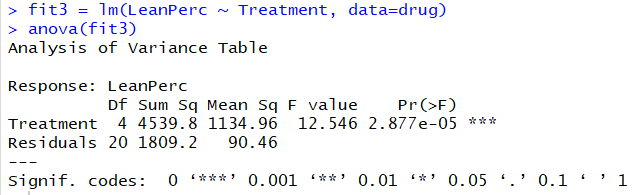 > fit3 = lm(LeanPerc ~ Treatment, data=drug)
> anova(fit3)
Analysis of Variance Table

Response: LeanPerc
          Df Sum Sq Mean Sq F value    Pr(>F)
Treatment  4 4539.8 1134.96  12.546 2.877e-05 ***
Residuals 20 1809.2   90.46
---
Signif. codes:  0 ‘***’ 0.001 ‘**’ 0.01 ‘*’ 0.05 ‘.’ 0.1 ‘ ’ 1